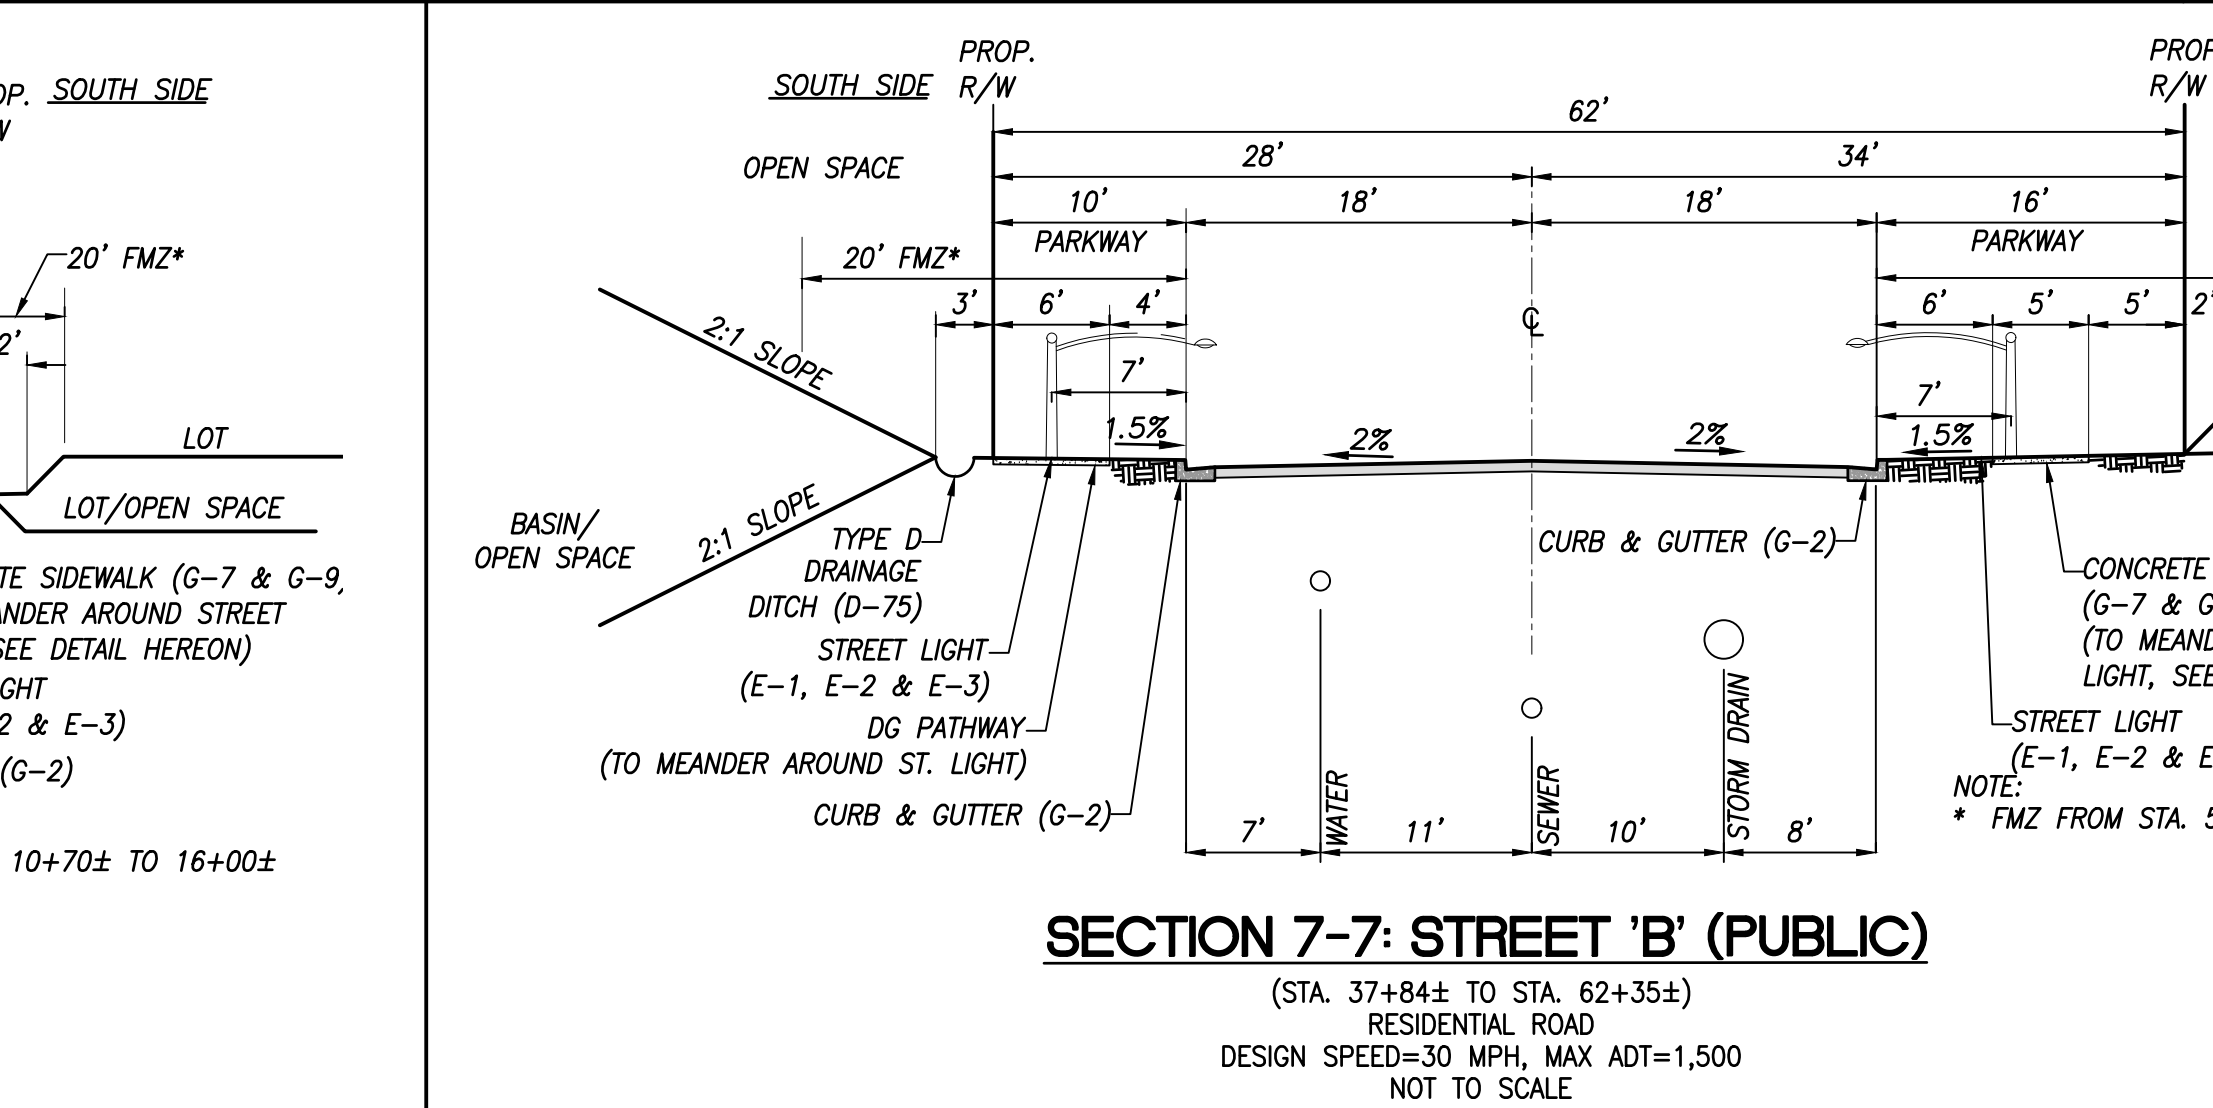 SOUTH SIDE
20' FMZ*
2'
LOT
LOT/OPEN SPACE
SIDEWALK (G-7 & G-9
AROUND STREET
DETAIL HEREON)
2 & E-3)
(G-2)
10+70± TO 16+00±
PROP.
R/W
SOUTH SIDE
PROP.
R/W
62'
OPEN SPACE
28'
34'
10'
18'
18'
16'
PARKWAY
PARKWAY
20' FMZ*
3'
6'
4'
℄
6'
5'
5'
2'
2:1 SLOPE
7'
7'
1.5%
2%
2%
1.5%
BASIN/
OPEN SPACE
2:1 SLOPE
TYPE D
DRAINAGE
DITCH (D-75)
STREET LIGHT
(E-1, E-2 & E-3)
DG PATHWAY
(TO MEANDER AROUND ST. LIGHT)
CURB & GUTTER (G-2)
CURB & GUTTER (G-2)
CONCRETE
(G-7 & G
(TO MEAND
LIGHT, SEE
STREET LIGHT
(E-1, E-2 & E
NOTE:
* FMZ FROM STA. 5
WATER
SEWER
STORM DRAIN
7'
11'
10'
8'
SECTION 7-7: STREET 'B' (PUBLIC)
(STA. 37+84± TO STA. 62+35±)
RESIDENTIAL ROAD
DESIGN SPEED=30 MPH, MAX ADT=1,500
NOT TO SCALE